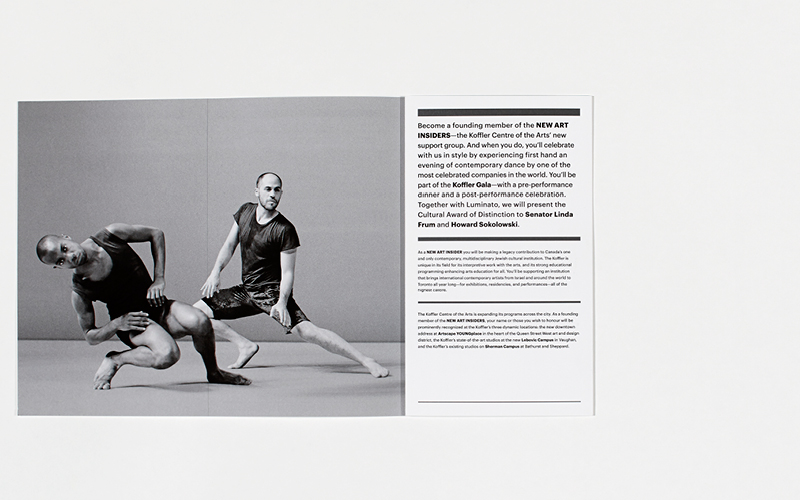 Become a founding member of the NEW ART
INSIDERS—the Koffler Centre of the Arts' new
support group. And when you do, you'll celebrate
with us in style by experiencing first hand an
evening of contemporary dance by one of the
most celebrated companies in the world. You'll be
part of the Koffler Gala—with a pre-performance
dinner and a post-performance celebration.
Together with Luminato, we will present the
Cultural Award of Distinction to Senator Linda
Frum and Howard Sokolowski.
As a NEW ART INSIDER you will be making a legacy contribution to Canada's one
and only contemporary, multidisciplinary Jewish cultural institution. The Koffler is
unique in its field for its interpretive work with the arts, and its strong educational
programming enhancing arts education for all. You'll be supporting an institution
that brings international contemporary artists from Israel and around the world to
Toronto all year long—for exhibitions, residencies, and performances—all of the
highest calibre.
The Koffler Centre of the Arts is expanding its programs across the city. As a founding
member of the NEW ART INSIDERS, your name or those you wish to honour will be
prominently recognized at the Koffler's three dynamic locations: the new downtown
address at Artscape YOUNGplace in the heart of the Queen Street West art and design
district, the Koffler's state-of-the-art studios at the new Lebovic Campus in Vaughan,
and the Koffler's existing studios on Sherman Campus at Bathurst and Sheppard.